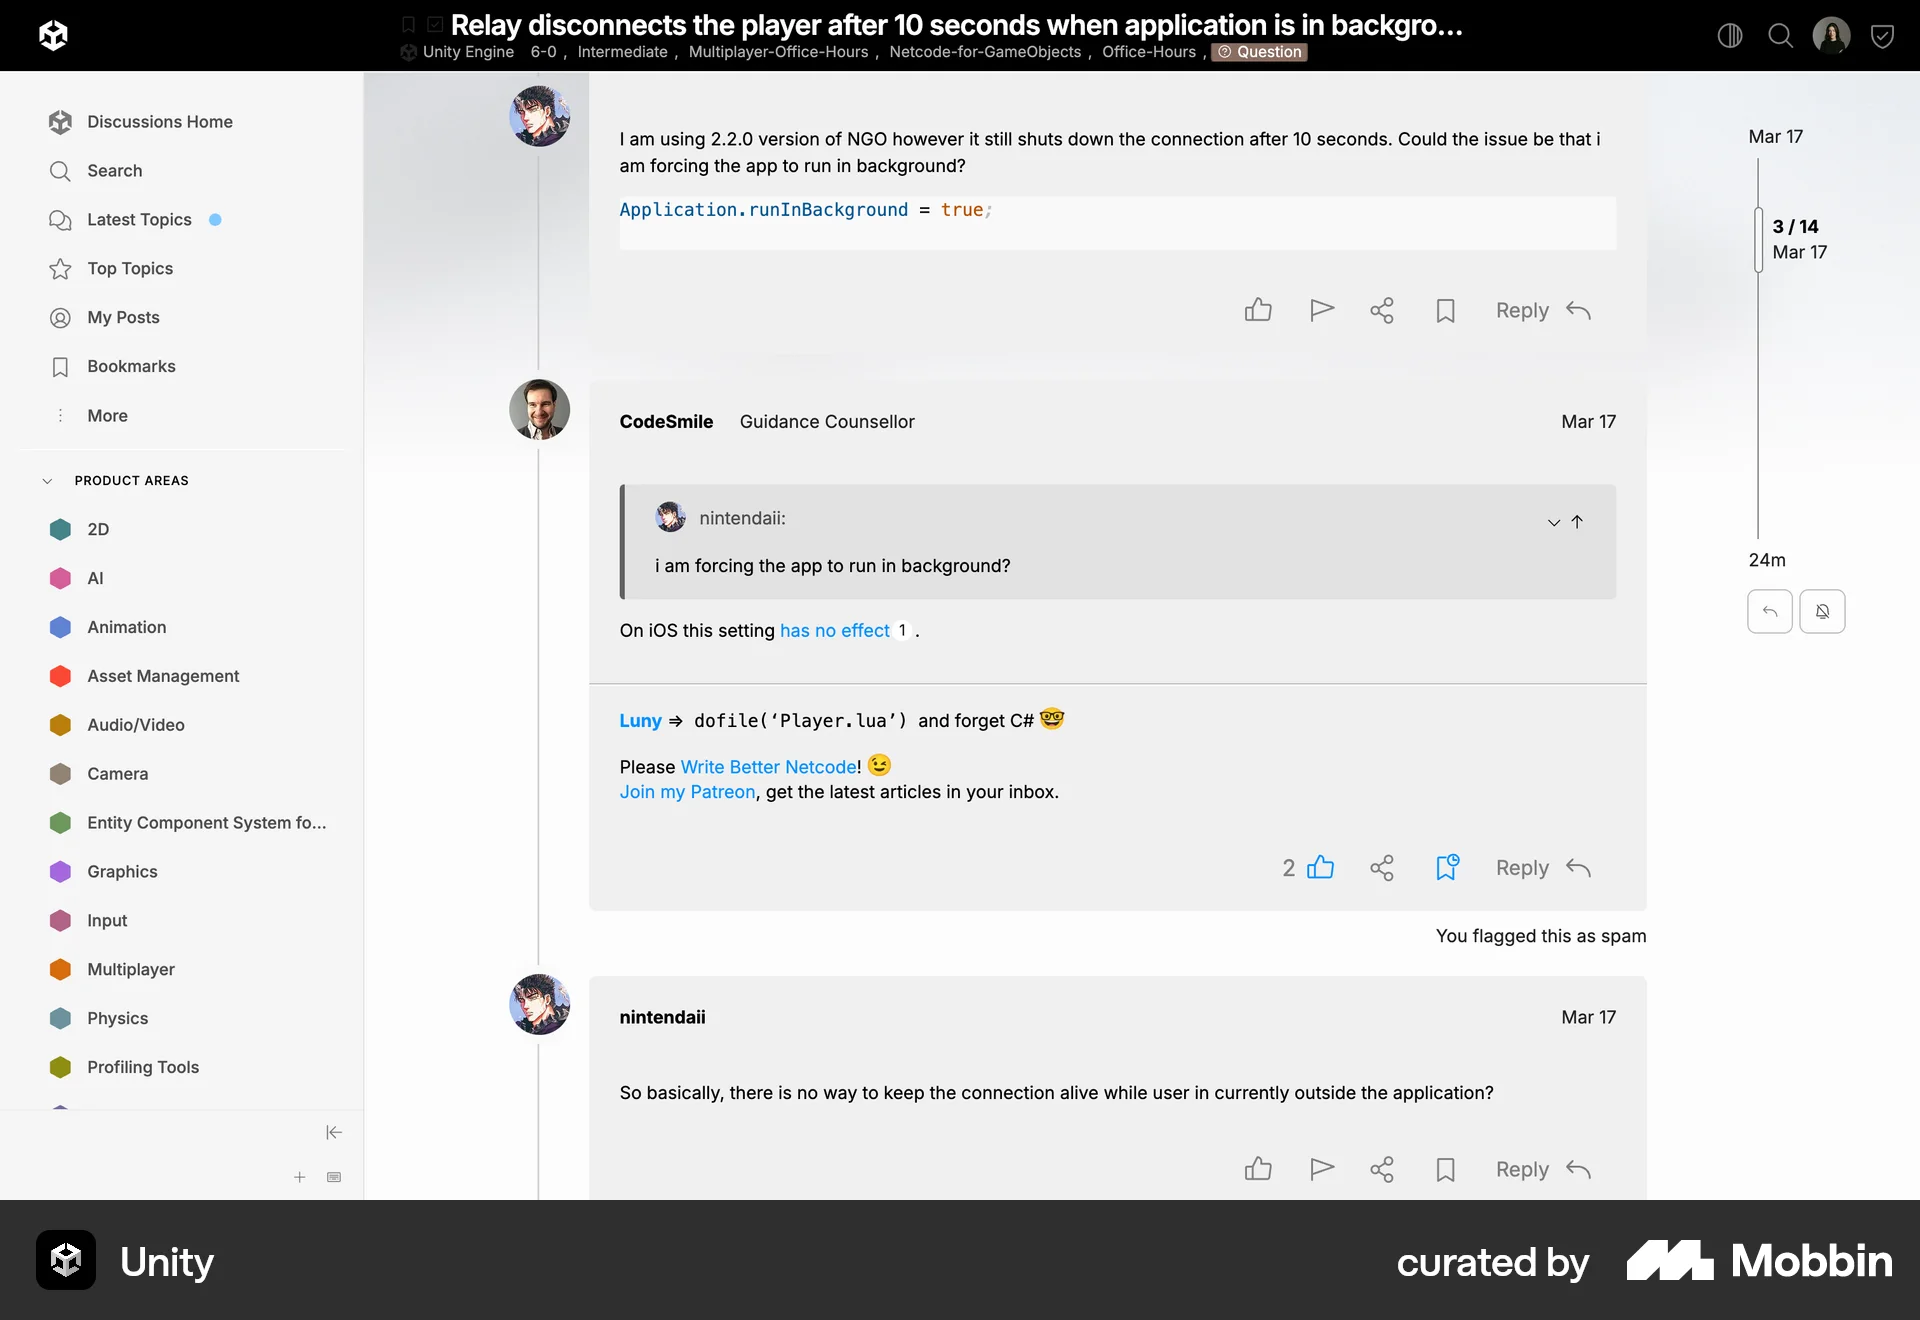 Relay disconnects the player after 10 seconds when application is in backgro...
Unity Engine 6-0 , Intermediate , Multiplayer-Office-Hours , Netcode-for-GameObjects , Office-Hours , Question
Discussions Home
Search
Latest Topics
Top Topics
My Posts
Bookmarks
More
PRODUCT AREAS
2D
AI
Animation
Asset Management
Audio/Video
Camera
Entity Component System fo...
Graphics
Input
Multiplayer
Physics
Profiling Tools
I am using 2.2.0 version of NGO however it still shuts down the connection after 10 seconds. Could the issue be that i
am forcing the app to run in background?
Application.runInBackground = true;
Reply
CodeSmile Guidance Counsellor Mar 17
nintendaii:
i am forcing the app to run in background?
On iOS this setting has no effect 1 .
Luny ⇒ dofile(‘Player.lua’) and forget C# 🤓
Please Write Better Netcode! 😉
Join my Patreon, get the latest articles in your inbox.
2 Reply
You flagged this as spam
nintendaii Mar 17
So basically, there is no way to keep the connection alive while user in currently outside the application?
Reply
Mar 17
3 / 14
Mar 17
24m
Unity
curated by Mobbin